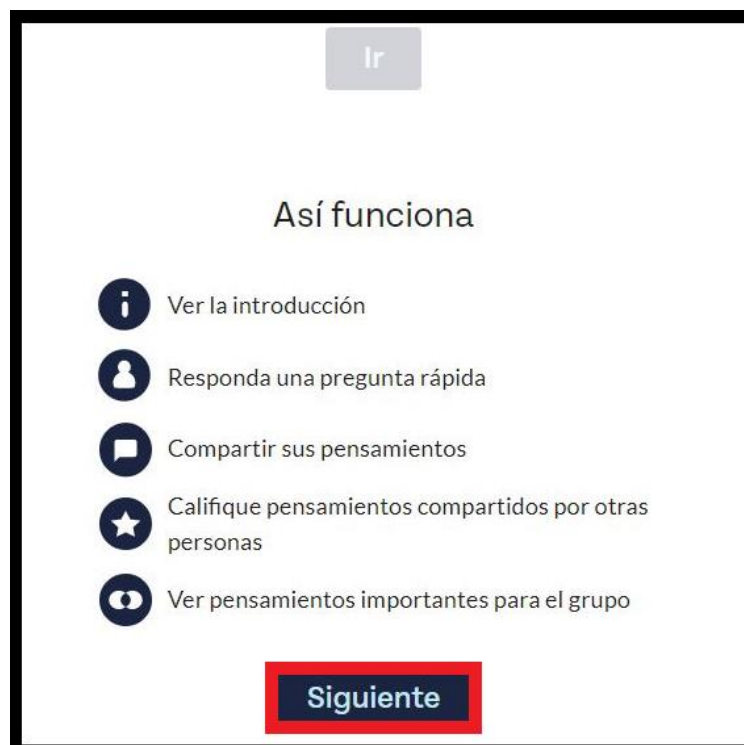 Ir
Así funciona
Ver la introducción
Responda una pregunta rápida
Compartir sus pensamientos
Califique pensamientos compartidos por otras
personas
Ver pensamientos importantes para el grupo
Siguiente